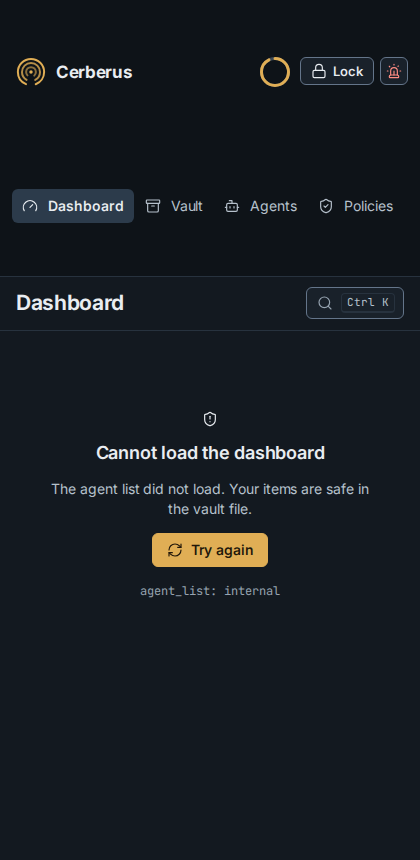 Cerberus
Lock
Dashboard
Vault
Agents
Policies
Dashboard
Ctrl K
Cannot load the dashboard
The agent list did not load. Your items are safe in
the vault file.
Try again
agent_list: internal